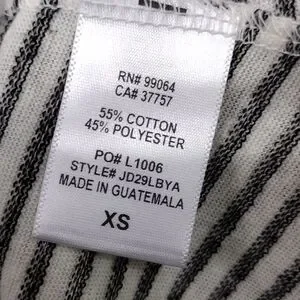 RN# 99064
CA# 37757
55% COTTON
45% POLYESTER
PO# L1006
STYLE# JD29LBYA
MADE IN GUATEMALA
XS